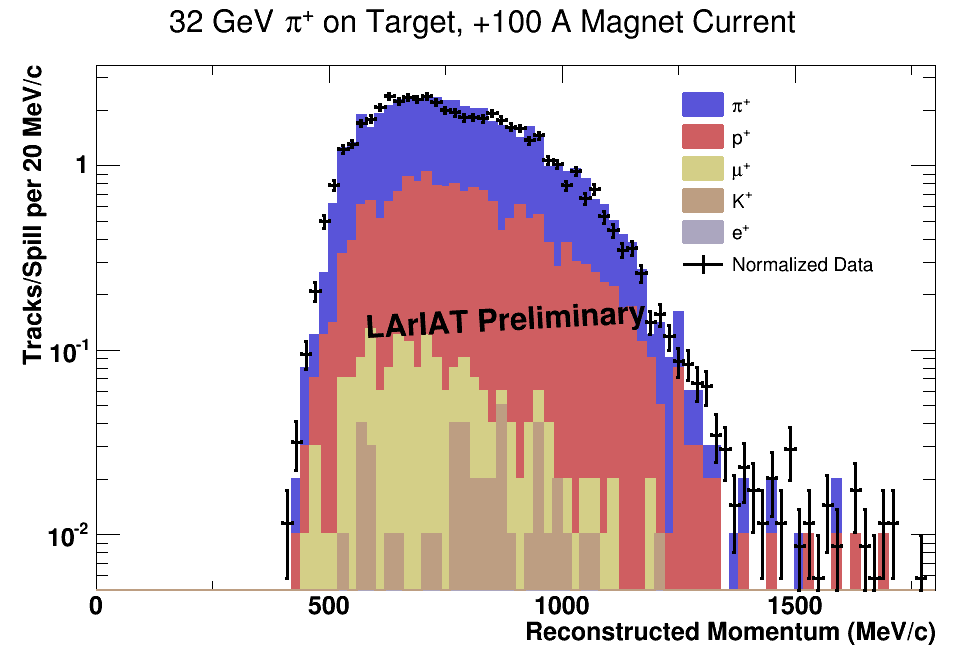 32 GeV π⁺ on Target, +100 A Magnet Current
Tracks/Spill per 20 MeV/c
1
10⁻¹
10⁻²
π⁺
p⁺
μ⁺
K⁺
e⁺
Normalized Data
LArIAT Preliminary
0 500 1000 1500
Reconstructed Momentum (MeV/c)